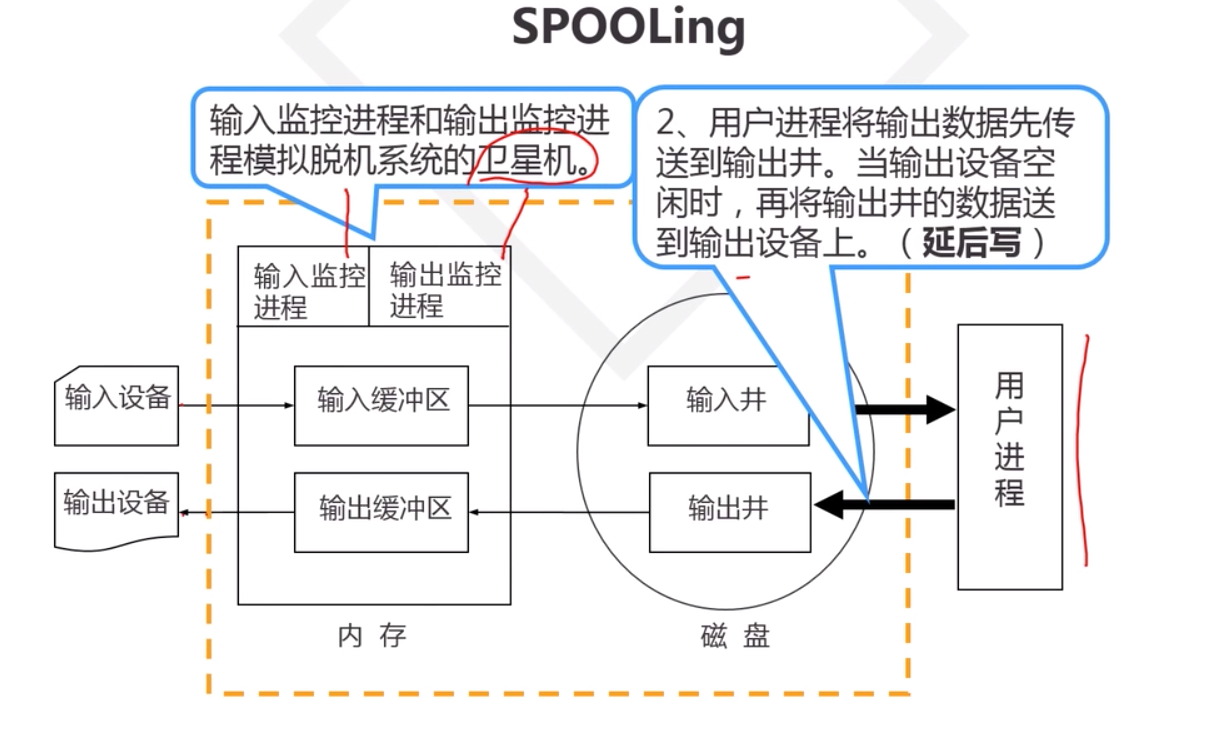 SPOOLing
输入监控进程和输出监控进
程模拟脱机系统的卫星机。
2、用户进程将输出数据先传
送到输出井。当输出设备空
闲时，再将输出井的数据送
到输出设备上。（延后写）
输入监控
进程
输出监控
进程
输入设备
输入缓冲区
输入井
用
户
进
程
输出设备
输出缓冲区
输出井
内 存
磁 盘